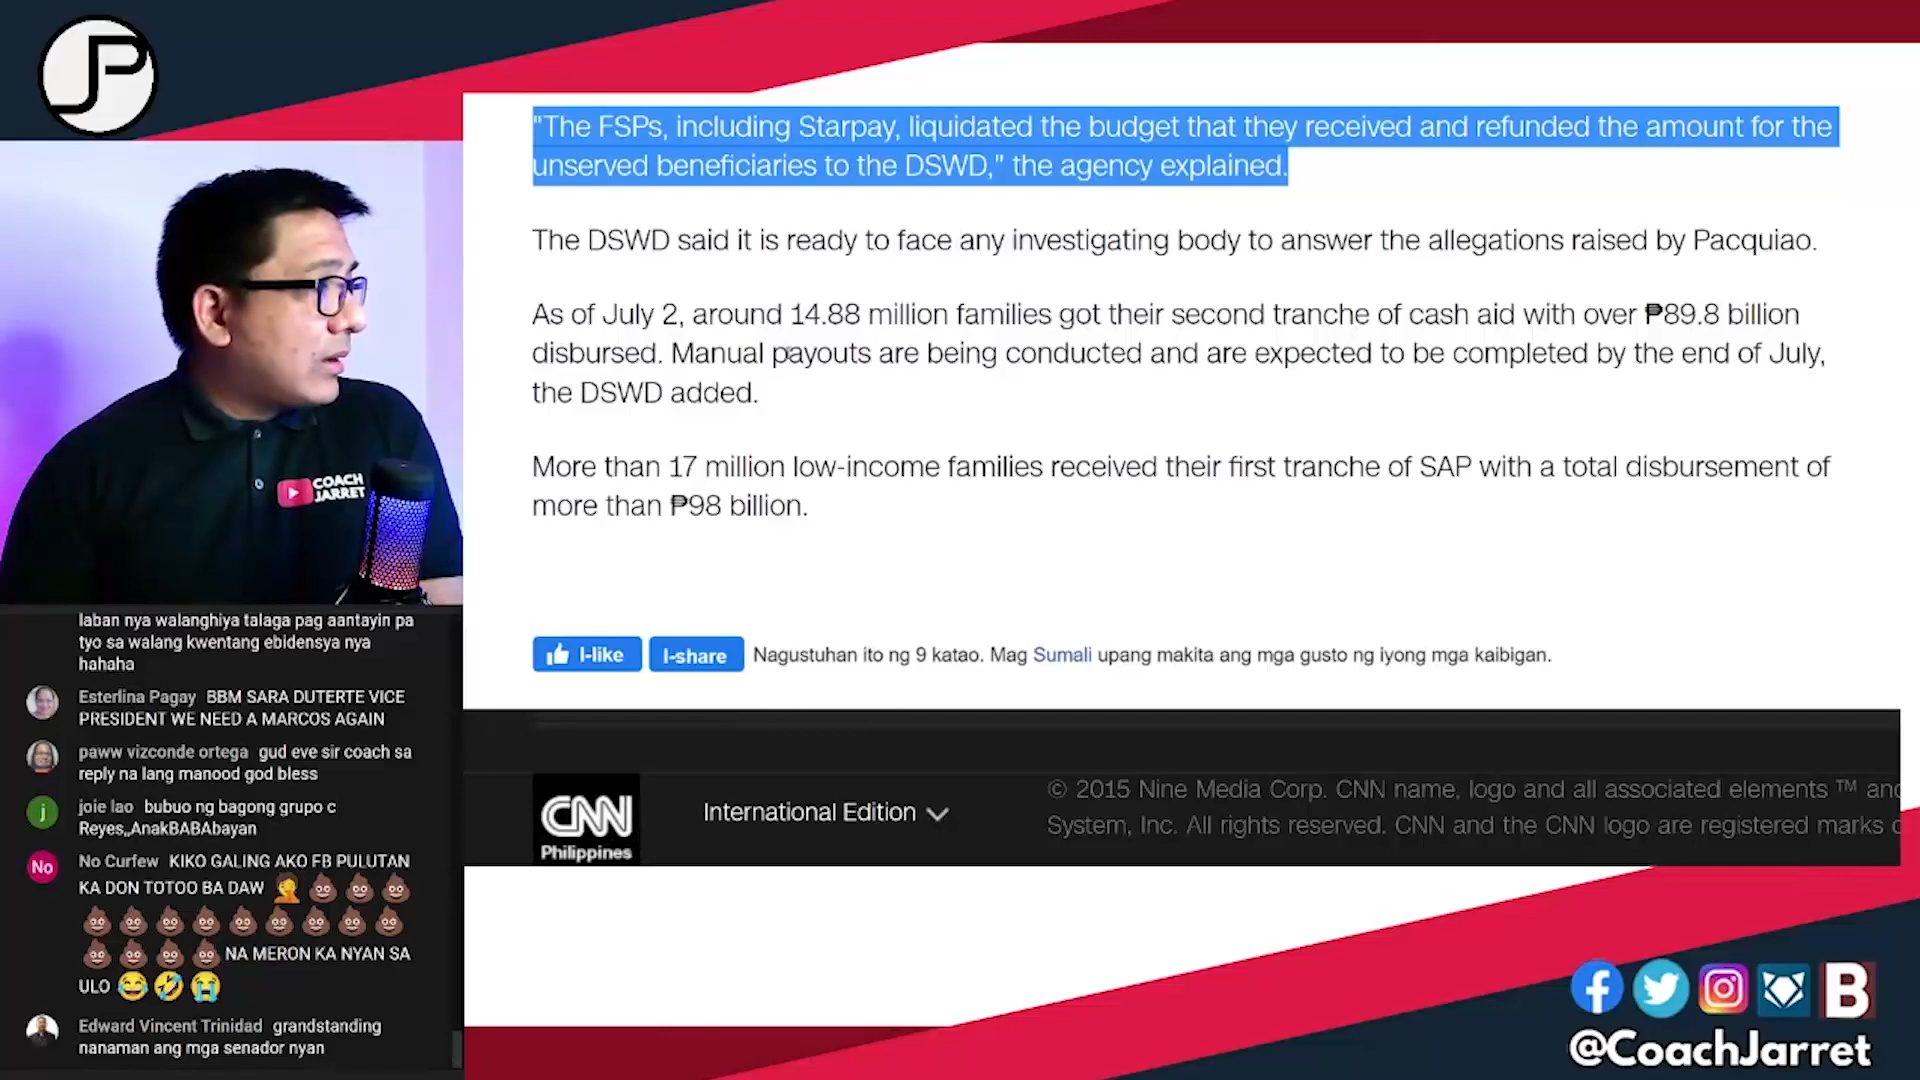 JP
"The FSPs, including Starpay, liquidated the budget that they received and refunded the amount for the
unserved beneficiaries to the DSWD," the agency explained.
The DSWD said it is ready to face any investigating body to answer the allegations raised by Pacquiao.
As of July 2, around 14.88 million families got their second tranche of cash aid with over ₱89.8 billion
disbursed. Manual payouts are being conducted and are expected to be completed by the end of July,
the DSWD added.
More than 17 million low-income families received their first tranche of SAP with a total disbursement of
more than ₱98 billion.
I-like
I-share
Nagustuhan ito ng 9 katao. Mag Sumali upang makita ang mga gusto ng iyong mga kaibigan.
CNN
Philippines
International Edition
© 2015 Nine Media Corp. CNN name, logo and all associated elements ™ and
System, Inc. All rights reserved. CNN and the CNN logo are registered marks
COACH
JARRET
laban nya walanghiya talaga pag aantayin pa
tyo sa walang kwentang ebidensya nya
hahaha
Esterlina Pagay BBM SARA DUTERTE VICE
PRESIDENT WE NEED A MARCOS AGAIN
paww vizconde ortega gud eve sir coach sa
reply na lang manood god bless
j
joie lao bubuo ng bagong grupo c
Reyes,,AnakBABAbayan
No
No Curfew KIKO GALING AKO FB PULUTAN
KA DON TOTOO BA DAW 🤦 💩 💩 💩
💩 💩 💩 💩 💩 💩 💩 💩 💩
💩 💩 💩 💩 NA MERON KA NYAN SA
ULO 😂 🤣 😭
Edward Vincent Trinidad grandstanding
nanaman ang mga senador nyan
B
@CoachJarret